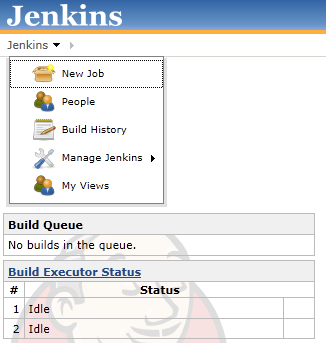 Jenkins
Jenkins
New Job
People
Build History
Manage Jenkins
My Views
Build Queue
No builds in the queue.
Build Executor Status
# Status
1 Idle
2 Idle